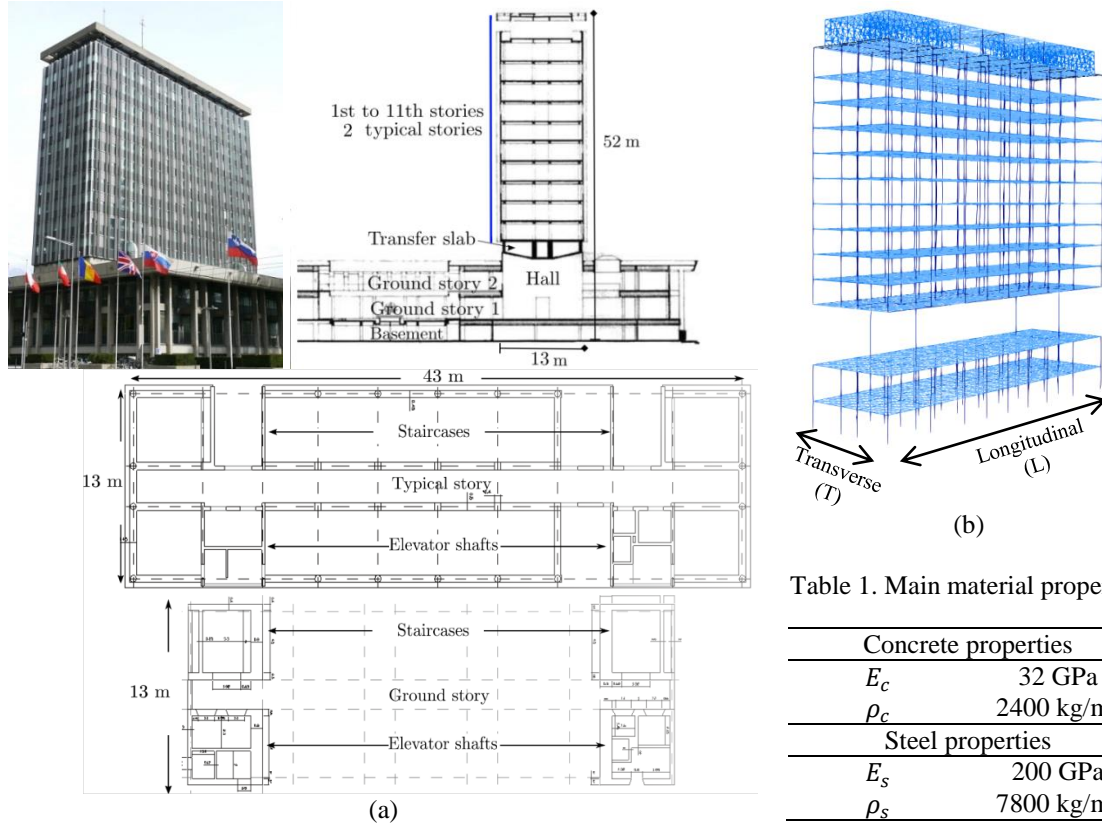 1st to 11th stories
2 typical stories
52 m
Transfer slab
Hall
Ground story 2
Ground story 1
Basement
13 m
43 m
Staircases
13 m
Typical story
Elevator shafts
Staircases
13 m
Ground story
Elevator shafts
(a)
Transverse
(T)
Longitudinal
(L)
(b)
Table 1. Main material prope
Concrete properties
E_c 32 GPa
ρ_c 2400 kg/m
Steel properties
E_s 200 GPa
ρ_s 7800 kg/m